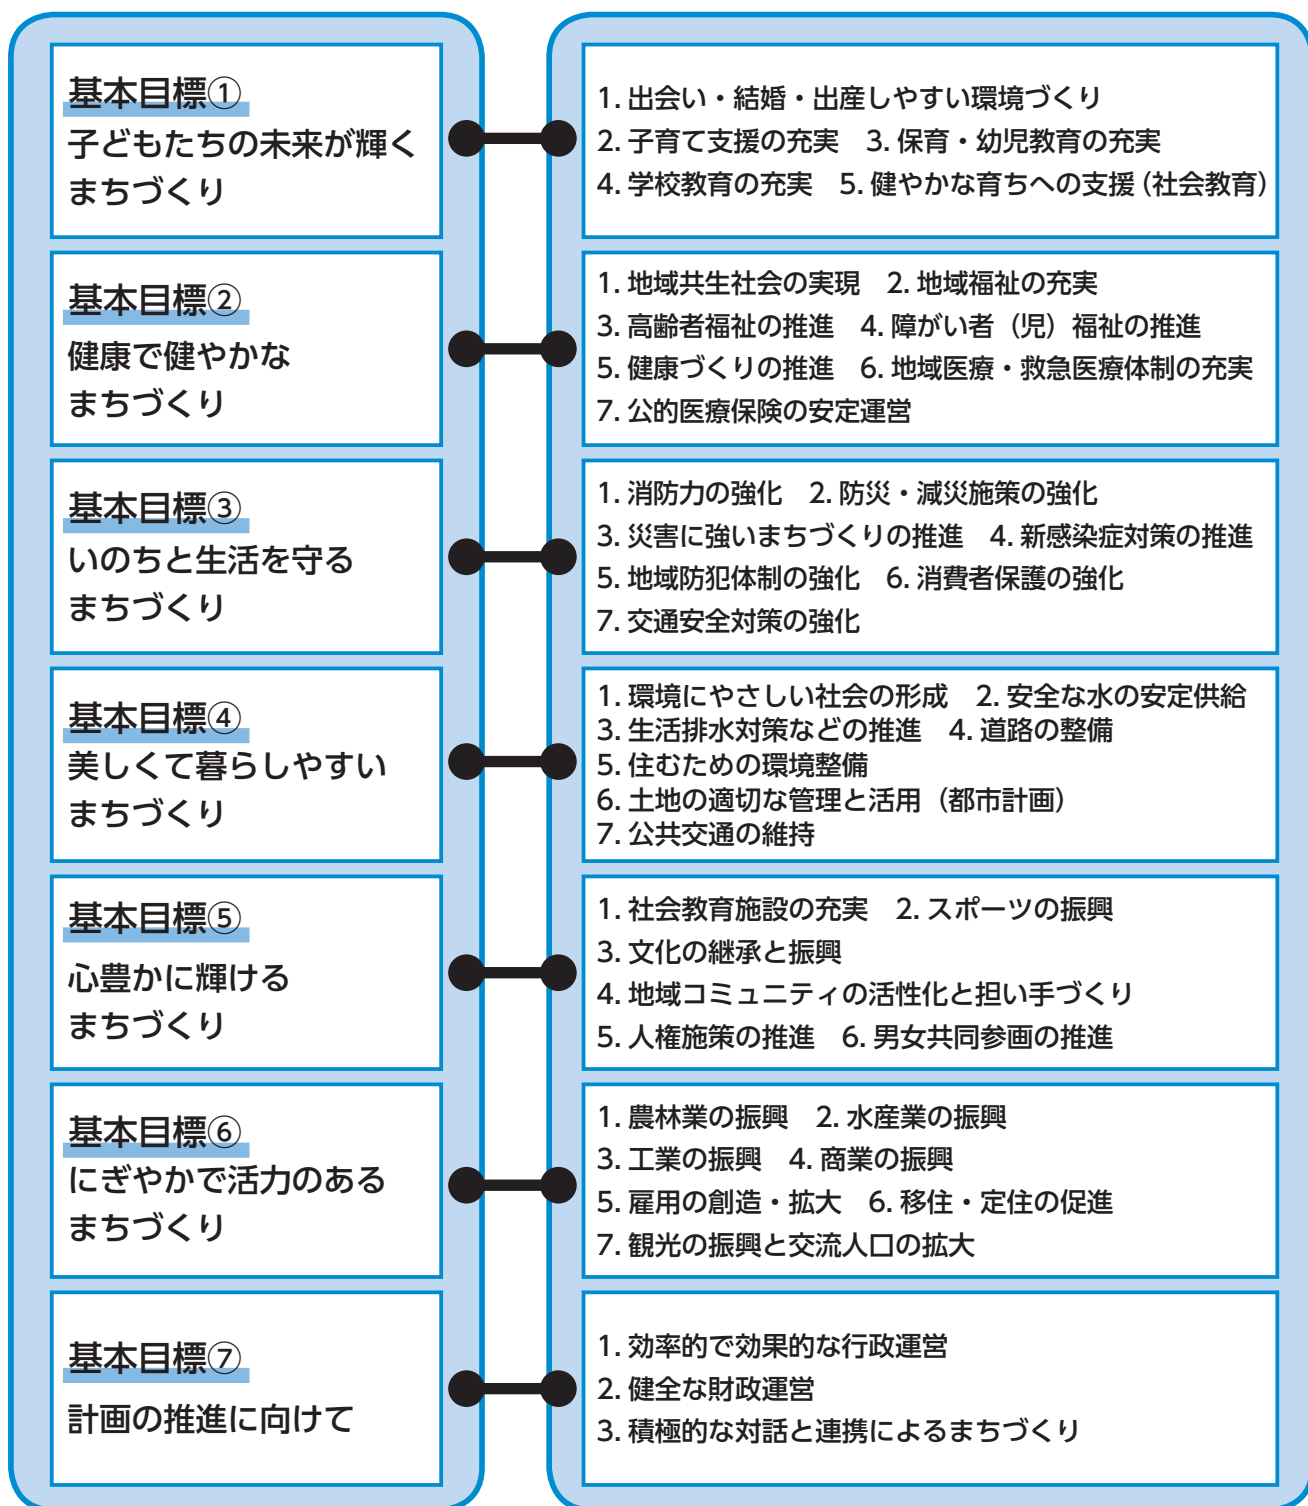 基本目標①
子どもたちの未来が輝く
まちづくり
1. 出会い・結婚・出産しやすい環境づくり
2. 子育て支援の充実　3. 保育・幼児教育の充実
4. 学校教育の充実　5. 健やかな育ちへの支援（社会教育）
基本目標②
健康で健やかな
まちづくり
1. 地域共生社会の実現　2. 地域福祉の充実
3. 高齢者福祉の推進　4. 障がい者（児）福祉の推進
5. 健康づくりの推進　6. 地域医療・救急医療体制の充実
7. 公的医療保険の安定運営
基本目標③
いのちと生活を守る
まちづくり
1. 消防力の強化　2. 防災・減災施策の強化
3. 災害に強いまちづくりの推進　4. 新感染症対策の推進
5. 地域防犯体制の強化　6. 消費者保護の強化
7. 交通安全対策の強化
基本目標④
美しくて暮らしやすい
まちづくり
1. 環境にやさしい社会の形成　2. 安全な水の安定供給
3. 生活排水対策などの推進　4. 道路の整備
5. 住むための環境整備
6. 土地の適切な管理と活用（都市計画）
7. 公共交通の維持
基本目標⑤
心豊かに輝ける
まちづくり
1. 社会教育施設の充実　2. スポーツの振興
3. 文化の継承と振興
4. 地域コミュニティの活性化と担い手づくり
5. 人権施策の推進　6. 男女共同参画の推進
基本目標⑥
にぎやかで活力のある
まちづくり
1. 農林業の振興　2. 水産業の振興
3. 工業の振興　4. 商業の振興
5. 雇用の創造・拡大　6. 移住・定住の促進
7. 観光の振興と交流人口の拡大
基本目標⑦
計画の推進に向けて
1. 効率的で効果的な行政運営
2. 健全な財政運営
3. 積極的な対話と連携によるまちづくり